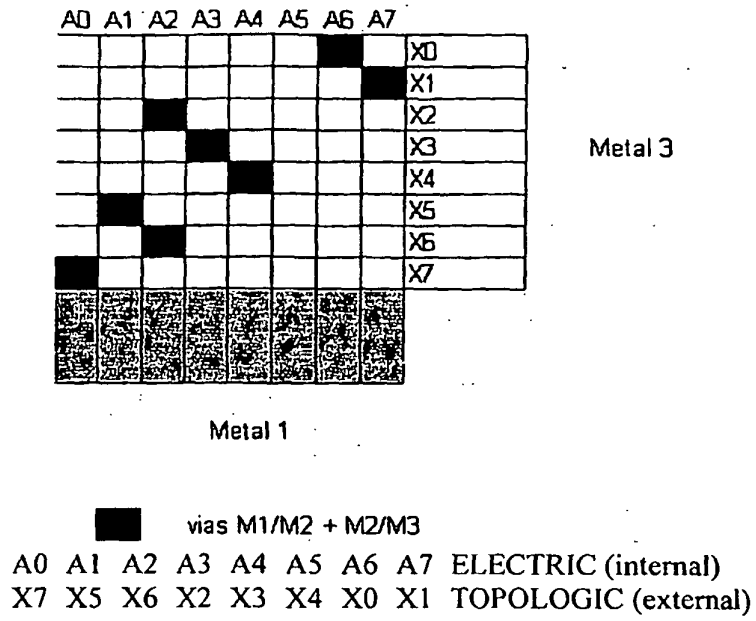 A0 A1 A2 A3 A4 A5 A6 A7
X0
X1
X2
X3
X4
X5
X6
X7
Metal 3
Metal 1
vias M1/M2 + M2/M3
A0 A1 A2 A3 A4 A5 A6 A7 ELECTRIC (internal)
X7 X5 X6 X2 X3 X4 X0 X1 TOPOLOGIC (external)